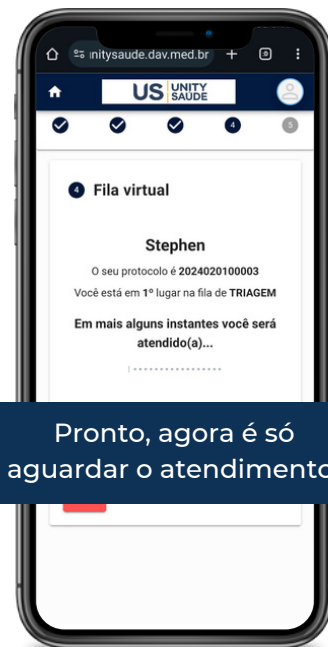 initysaude.dav.med.br
US UNITY SAÚDE
4 5
4 Fila virtual
Stephen
O seu protocolo é 2024020100003
Você está em 1º lugar na fila de TRIAGEM
Em mais alguns instantes você será
atendido(a)...
Pronto, agora é só
aguardar o atendimento